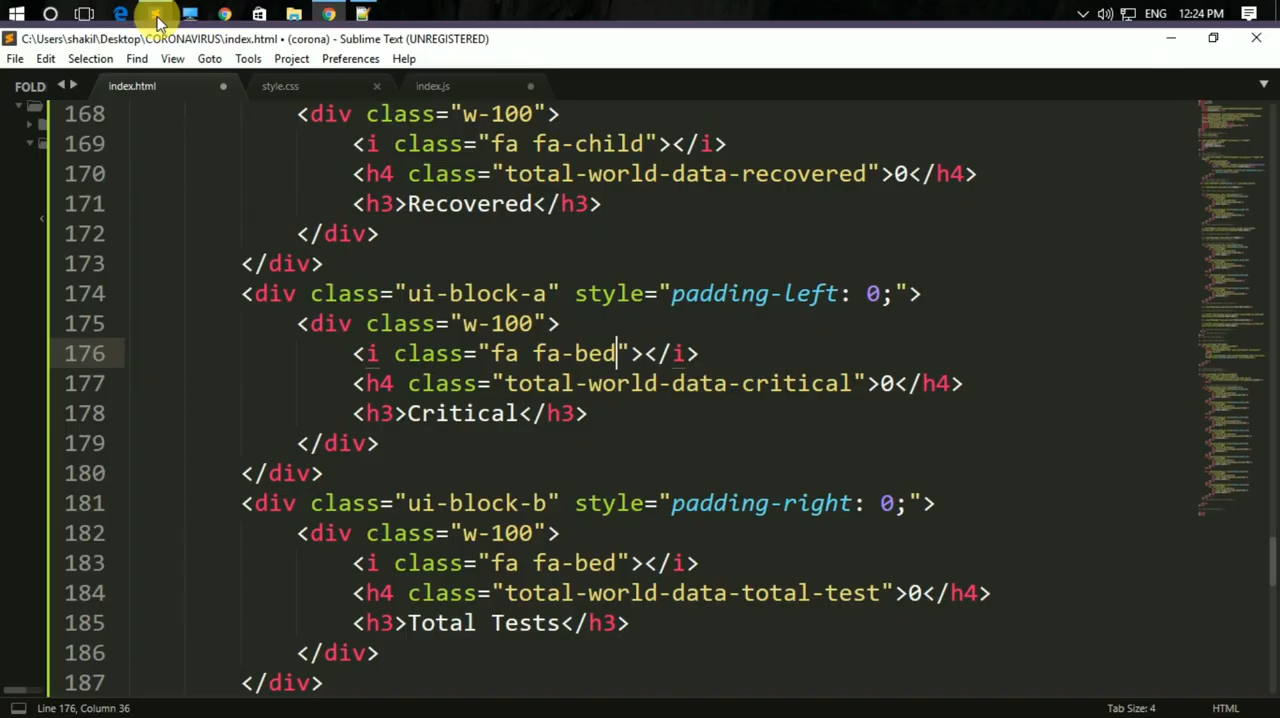 ENG 12:24 PM
C:\Users\shakil\Desktop\CORONAVIRUS\index.html • (corona) - Sublime Text (UNREGISTERED)
File Edit Selection Find View Goto Tools Project Preferences Help
FOLD index.html style.css index.js
168 <div class="w-100">
169 <i class="fa fa-child"></i>
170 <h4 class="total-world-data-recovered">0</h4>
171 <h3>Recovered</h3>
172 </div>
173 </div>
174 <div class="ui-block-a" style="padding-left: 0;">
175 <div class="w-100">
176 <i class="fa fa-bed"></i>
177 <h4 class="total-world-data-critical">0</h4>
178 <h3>Critical</h3>
179 </div>
180 </div>
181 <div class="ui-block-b" style="padding-right: 0;">
182 <div class="w-100">
183 <i class="fa fa-bed"></i>
184 <h4 class="total-world-data-total-test">0</h4>
185 <h3>Total Tests</h3>
186 </div>
187 </div>
Line 176, Column 36 Tab Size: 4 HTML